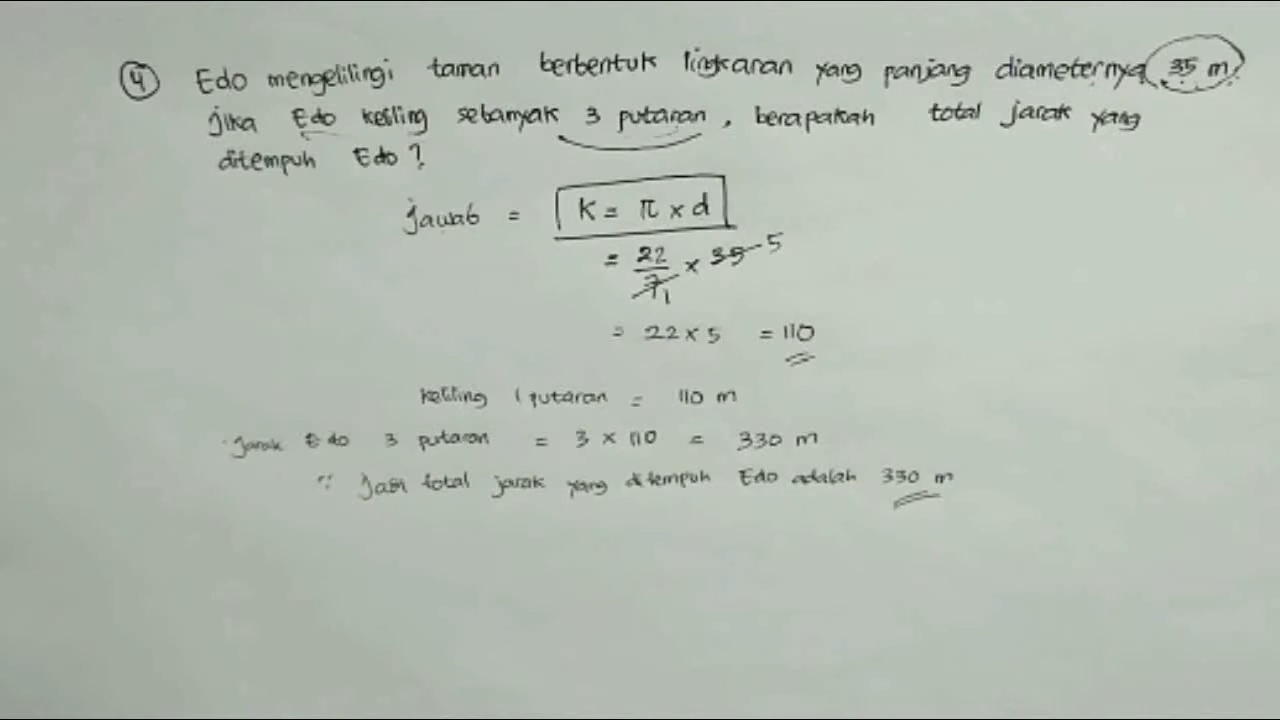 4 Edo mengelilingi taman berbentuk lingkaran yang panjang diameternya 35 m.
jika Edo keliling sebanyak 3 putaran, berapakah total jarak yang
ditempuh Edo?
jawab = K = π x d
= 22/7 1 x 35 5
= 22 x 5 = 110
keliling 1 putaran = 110 m
Jarak Edo 3 putaran = 3 x 110 = 330 m
∵ Jadi total jarak yang ditempuh Edo adalah 330 m